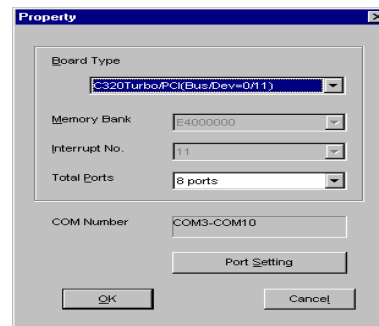 Property
Board Type
C320Turbo/PCI(Bus/Dev=0/11)
Memory Bank E4000000
Interrupt No. 11
Total Ports 8 ports
COM Number COM3-COM10
Port Setting
OK Cancel